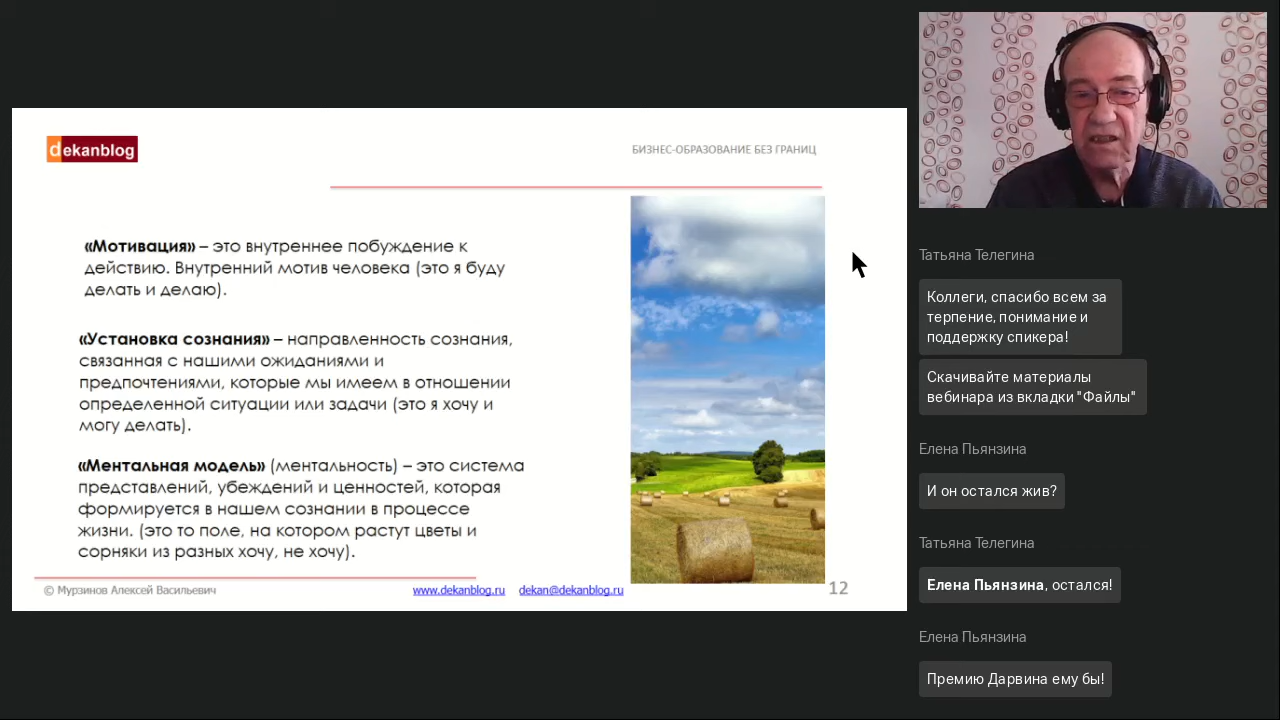 dekanblog
БИЗНЕС-ОБРАЗОВАНИЕ БЕЗ ГРАНИЦ
«Мотивация» – это внутреннее побуждение к
действию. Внутренний мотив человека (это я буду
делать и делаю).
«Установка сознания» – направленность сознания,
связанная с нашими ожиданиями и
предпочтениями, которые мы имеем в отношении
определенной ситуации или задачи (это я хочу и
могу делать).
«Ментальная модель» (ментальность) – это система
представлений, убеждений и ценностей, которая
формируется в нашем сознании в процессе
жизни. (это то поле, на котором растут цветы и
сорняки из разных хочу, не хочу).
© Мурзинов Алексей Васильевич
www.dekanblog.ru dekan@dekanblog.ru
12
Татьяна Телегина
Коллеги, спасибо всем за
терпение, понимание и
поддержку спикера!
Скачивайте материалы
вебинара из вкладки "Файлы"
Елена Пьянзина
И он остался жив?
Татьяна Телегина
Елена Пьянзина, остался!
Елена Пьянзина
Премию Дарвина ему бы!